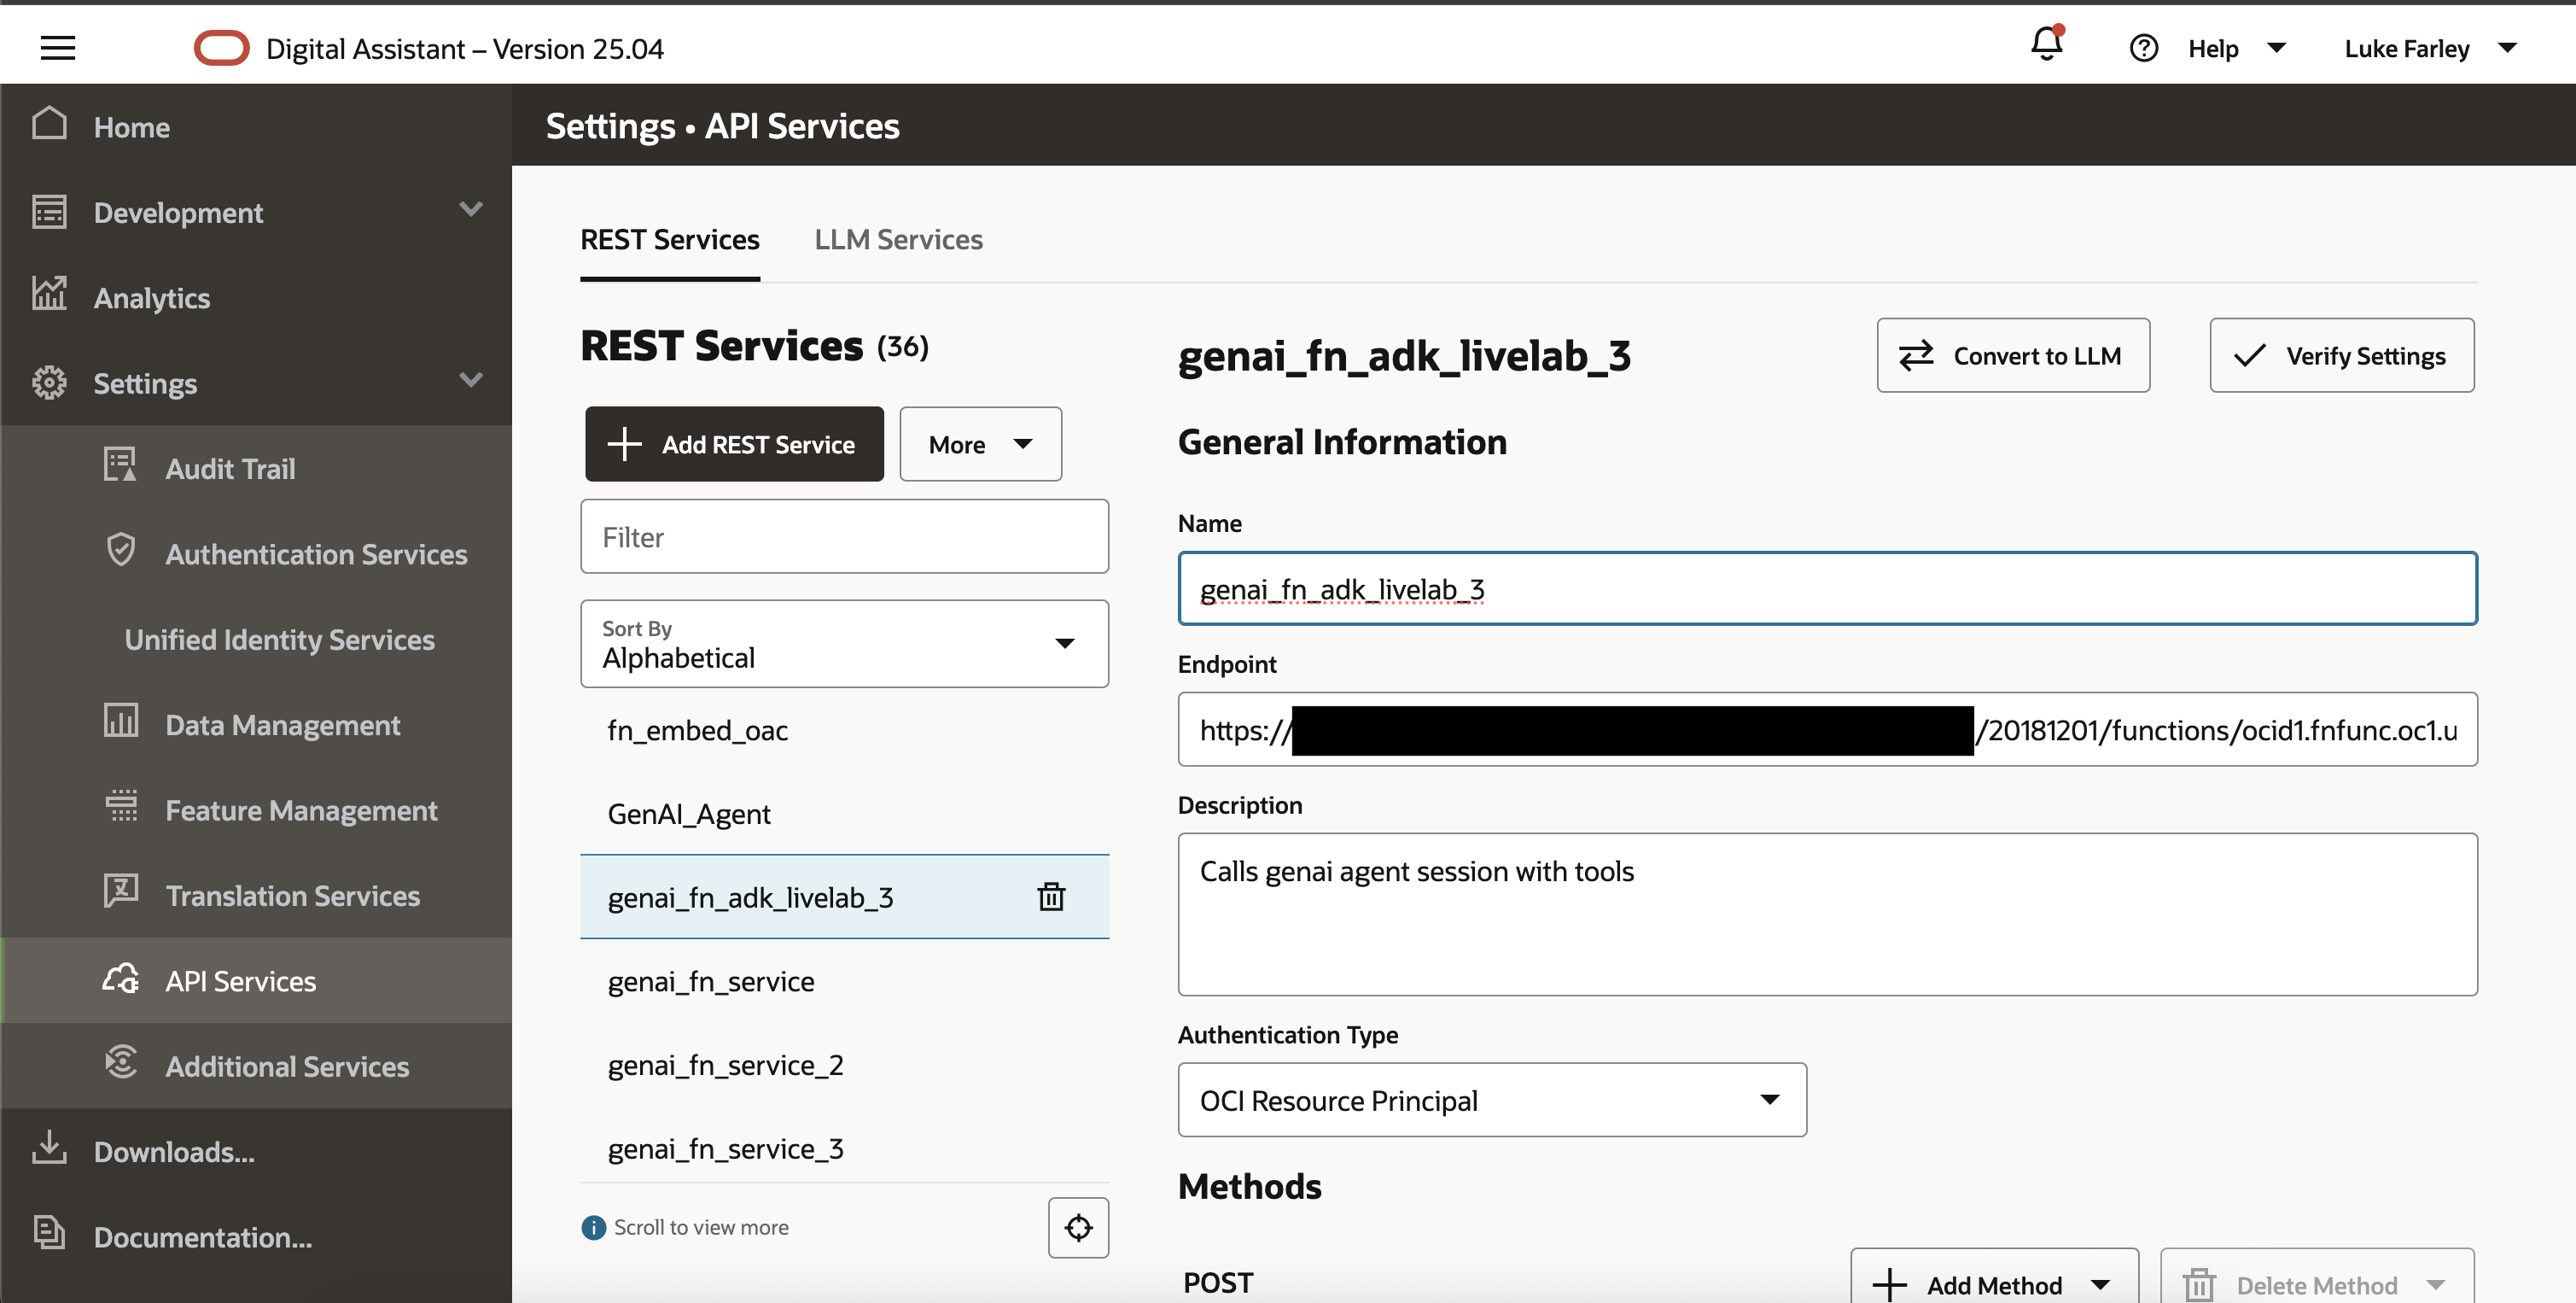 Digital Assistant – Version 25.04
Help
Luke Farley
Home
Development
Analytics
Settings
Audit Trail
Authentication Services
Unified Identity Services
Data Management
Feature Management
Translation Services
API Services
Additional Services
Downloads...
Documentation...
Settings • API Services
REST Services
LLM Services
REST Services (36)
Add REST Service
More
Filter
Sort By
Alphabetical
fn_embed_oac
GenAI_Agent
genai_fn_adk_livelab_3
genai_fn_service
genai_fn_service_2
genai_fn_service_3
Scroll to view more
genai_fn_adk_livelab_3
Convert to LLM
Verify Settings
General Information
Name
genai_fn_adk_livelab_3
Endpoint
https:// /20181201/functions/ocid1.fnfunc.oc1.u
Description
Calls genai agent session with tools
Authentication Type
OCI Resource Principal
Methods
POST
Add Method
Delete Method